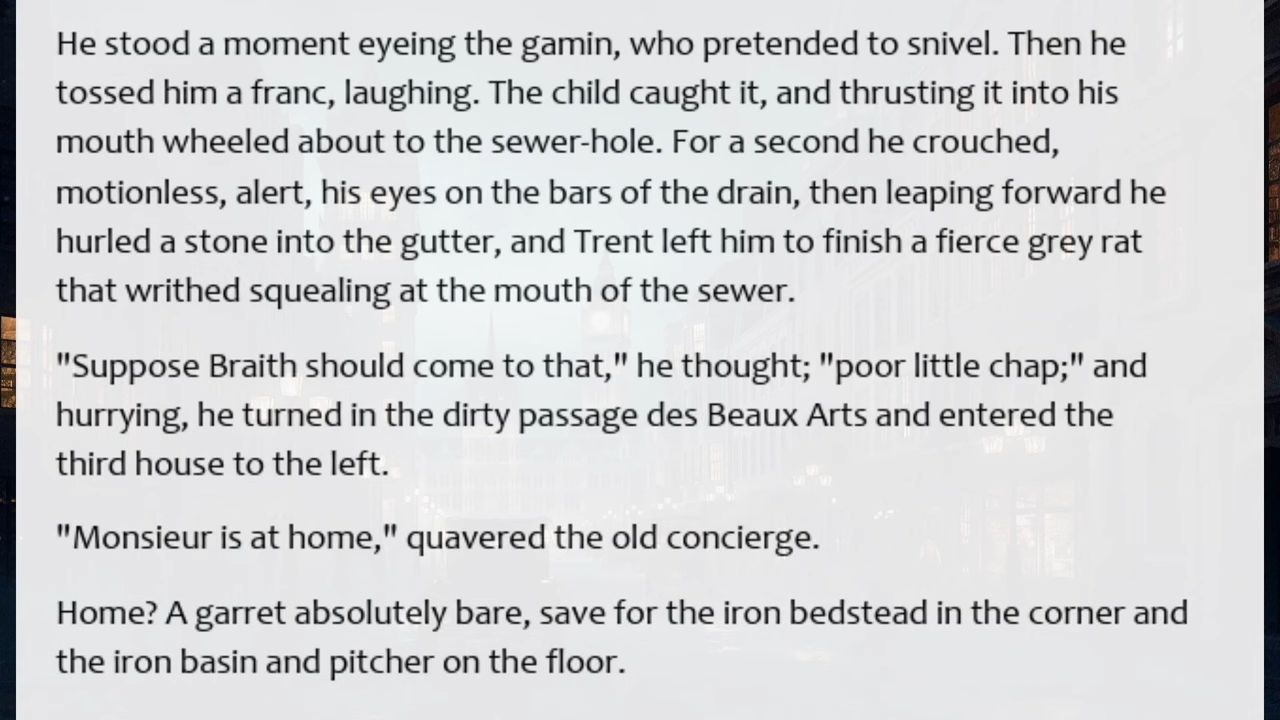 He stood a moment eyeing the gamin, who pretended to snivel. Then he
tossed him a franc, laughing. The child caught it, and thrusting it into his
mouth wheeled about to the sewer-hole. For a second he crouched,
motionless, alert, his eyes on the bars of the drain, then leaping forward he
hurled a stone into the gutter, and Trent left him to finish a fierce grey rat
that writhed squealing at the mouth of the sewer.
"Suppose Braith should come to that," he thought; "poor little chap;" and
hurrying, he turned in the dirty passage des Beaux Arts and entered the
third house to the left.
"Monsieur is at home," quavered the old concierge.
Home? A garret absolutely bare, save for the iron bedstead in the corner and
the iron basin and pitcher on the floor.